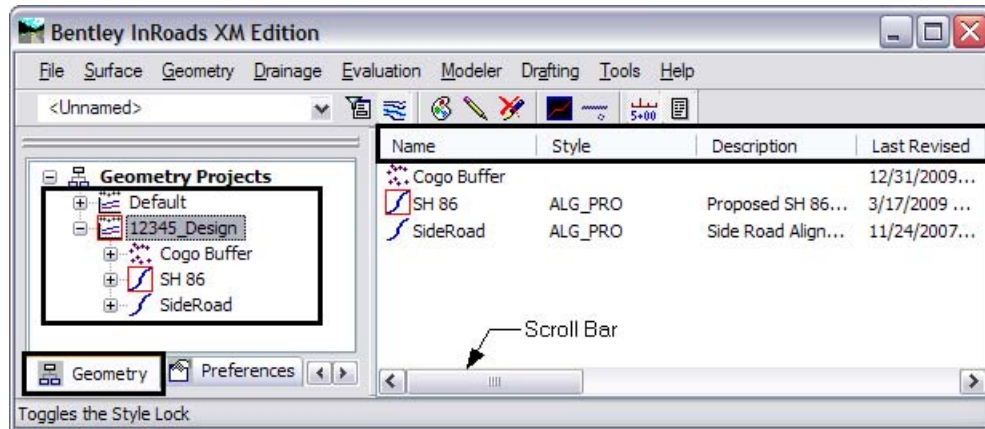 Bentley InRoads XM Edition
File Surface Geometry Drainage Evaluation Modeler Drafting Tools Help
<Unnamed>
5+00
Name Style Description Last Revised
Geometry Projects
Default
12345_Design
Cogo Buffer
SH 86
SideRoad
Cogo Buffer 12/31/2009...
SH 86 ALG_PRO Proposed SH 86... 3/17/2009 ...
SideRoad ALG_PRO Side Road Align... 11/24/2007...
Scroll Bar
Geometry Preferences
Toggles the Style Lock